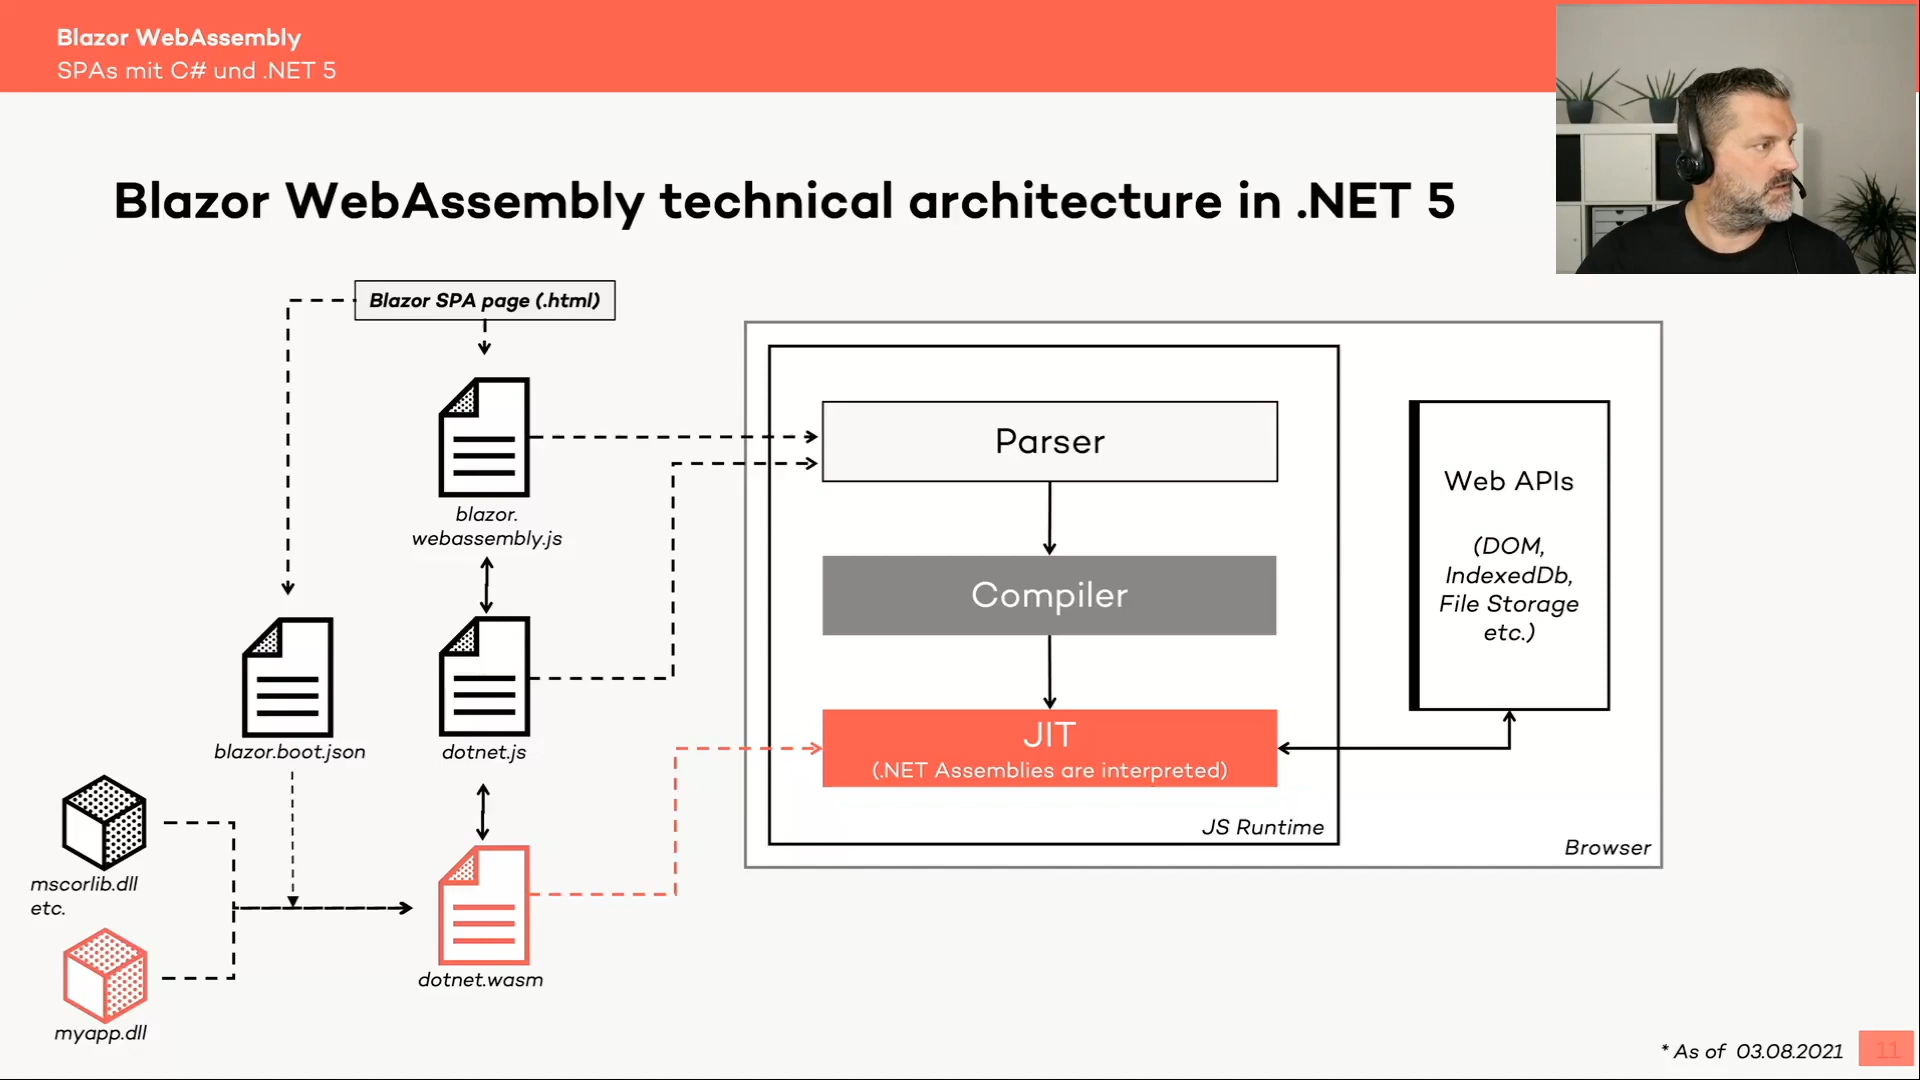 Blazor WebAssembly
SPAs mit C# und .NET 5
Blazor WebAssembly technical architecture in .NET 5
Blazor SPA page (.html)
blazor.
webassembly.js
blazor.boot.json
dotnet.js
mscorlib.dll
etc.
myapp.dll
dotnet.wasm
Parser
Compiler
JIT
(.NET Assemblies are interpreted)
JS Runtime
Web APIs
(DOM,
IndexedDb,
File Storage
etc.)
Browser
* As of 03.08.2021
11